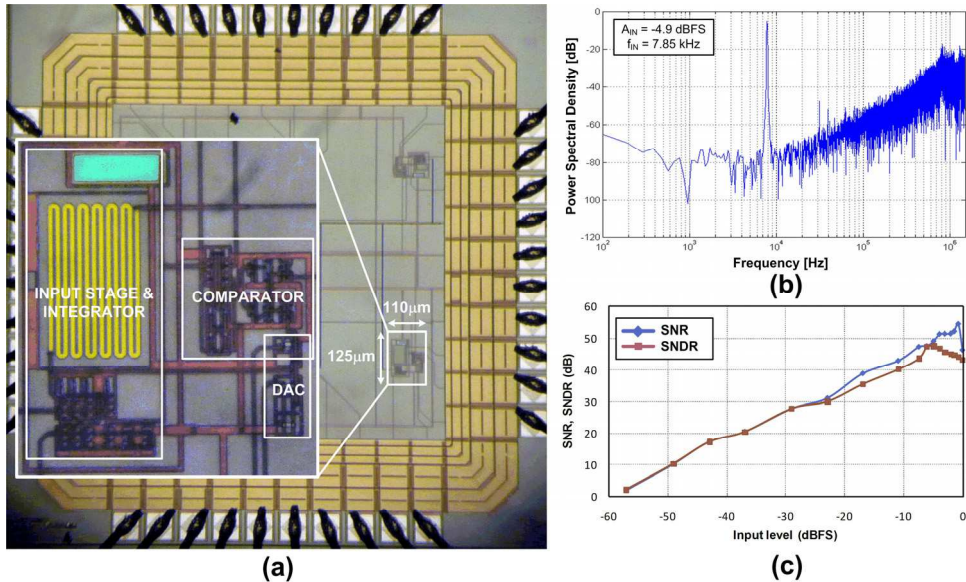 INPUT STAGE &
INTEGRATOR
COMPARATOR
DAC
110μm
125μm
(a)
A_IN = -4.9 dBFS
f_IN = 7.85 kHz
Power Spectral Density [dB]
0
-20
-40
-60
-80
-100
-120
10^2
10^3
10^4
10^5
10^6
Frequency [Hz]
(b)
SNR
SNDR
SNR, SNDR (dB)
60
50
40
30
20
10
0
-60
-50
-40
-30
-20
-10
0
Input level (dBFS)
(c)